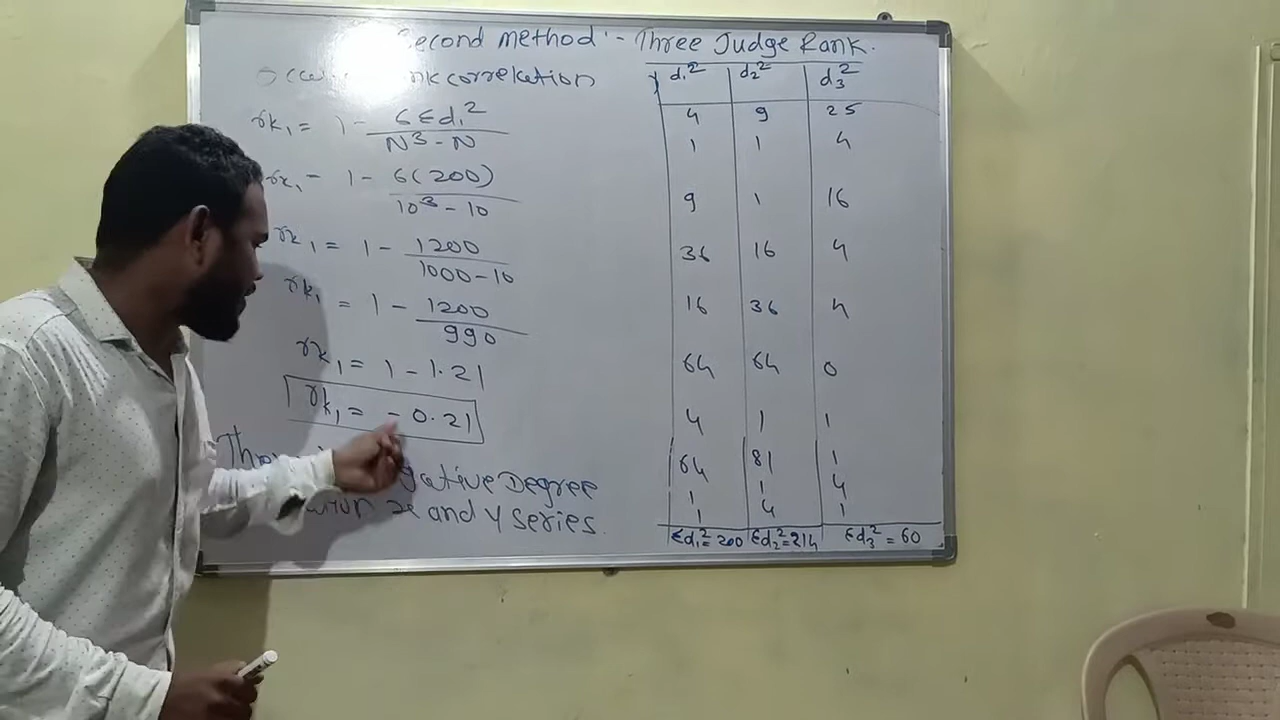 Second method :- Three Judge Rank.
correlation
rk₁ = 1 - 6Σd₁² / N³ - N
rk₁ = 1 - 6(200) / 10³ - 10
rk₁ = 1 - 1200 / 1000 - 10
rk₁ = 1 - 1200 / 990
rk₁ = 1 - 1.21
rk₁ = - 0.21
Degree
x and y series.
d₁² d₂² d₃²
4 9 25
1 1 4
9 1 16
36 16 4
16 36 4
64 64 0
4 1 1
64 81 1
1 1 4
1 4 1
Σd₁² = 200 Σd₂² = 214 Σd₃² = 60